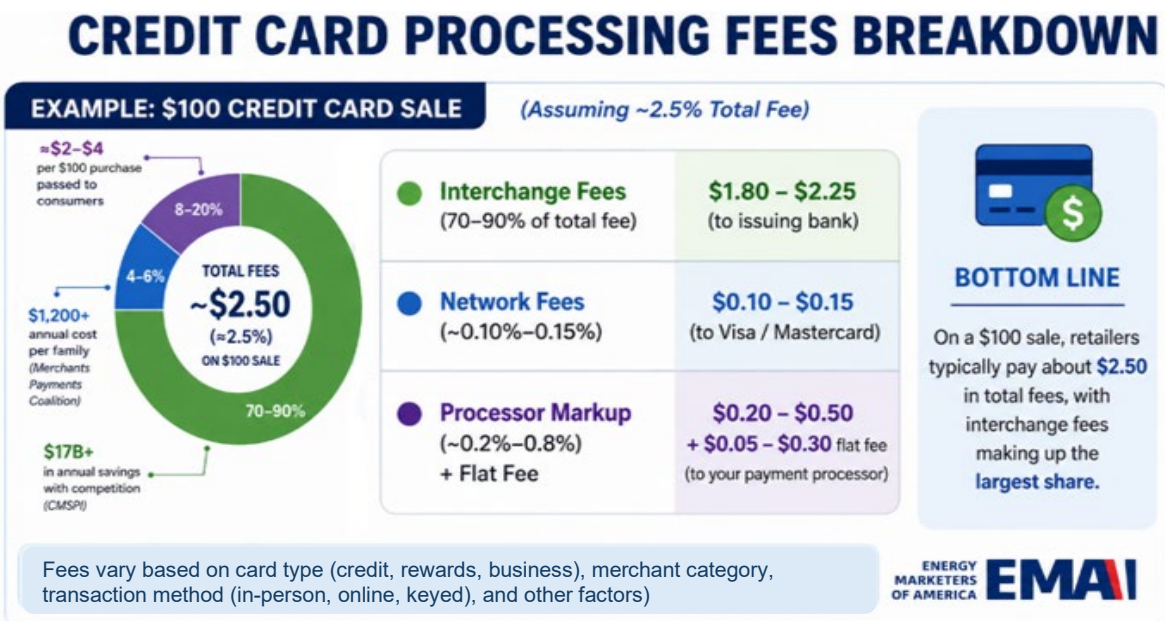 CREDIT CARD PROCESSING FEES BREAKDOWN
EXAMPLE: $100 CREDIT CARD SALE
(Assuming ~2.5% Total Fee)
≈$2–$4
per $100 purchase
passed to
consumers
8–20%
4–6%
70–90%
TOTAL FEES
~$2.50
(≈2.5%)
ON $100 SALE
$1,200+
annual cost
per family
(Merchants
Payments
Coalition)
$17B+
in annual savings
with competition
(CMSPI)
Interchange Fees
(70–90% of total fee)
$1.80 – $2.25
(to issuing bank)
Network Fees
(~0.10%–0.15%)
$0.10 – $0.15
(to Visa / Mastercard)
Processor Markup
(~0.2%–0.8%)
+ Flat Fee
$0.20 – $0.50
+ $0.05 – $0.30 flat fee
(to your payment processor)
$
BOTTOM LINE
On a $100 sale, retailers
typically pay about $2.50
in total fees, with
interchange fees
making up the
largest share.
Fees vary based on card type (credit, rewards, business), merchant category,
transaction method (in-person, online, keyed), and other factors)
ENERGY
MARKETERS
OF AMERICA
EMA